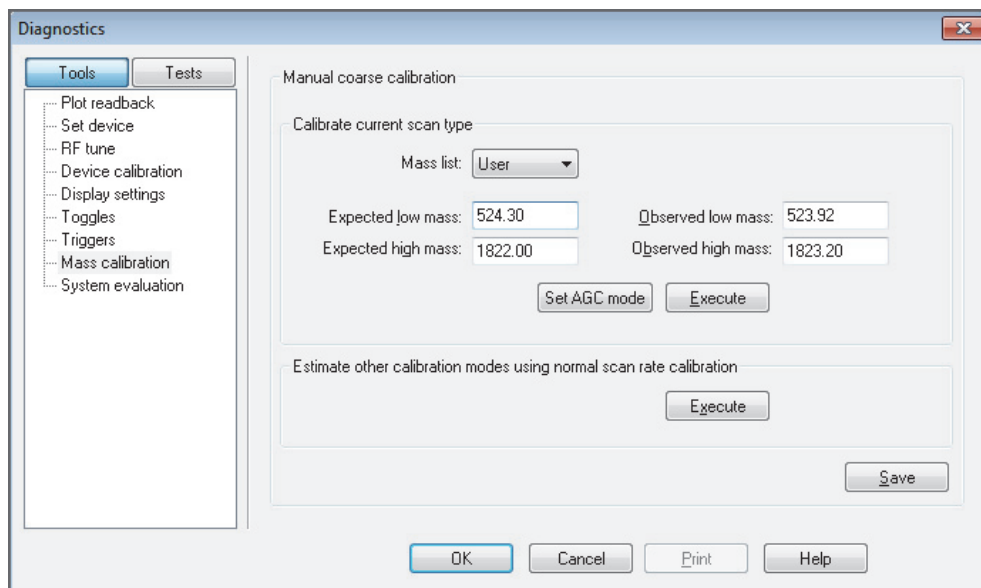 Diagnostics
Tools Tests
Plot readback
Set device
RF tune
Device calibration
Display settings
Toggles
Triggers
Mass calibration
System evaluation
Manual coarse calibration
Calibrate current scan type
Mass list: User
Expected low mass: 524.30 Observed low mass: 523.92
Expected high mass: 1822.00 Observed high mass: 1823.20
Set AGC mode Execute
Estimate other calibration modes using normal scan rate calibration
Execute
Save
OK Cancel Print Help